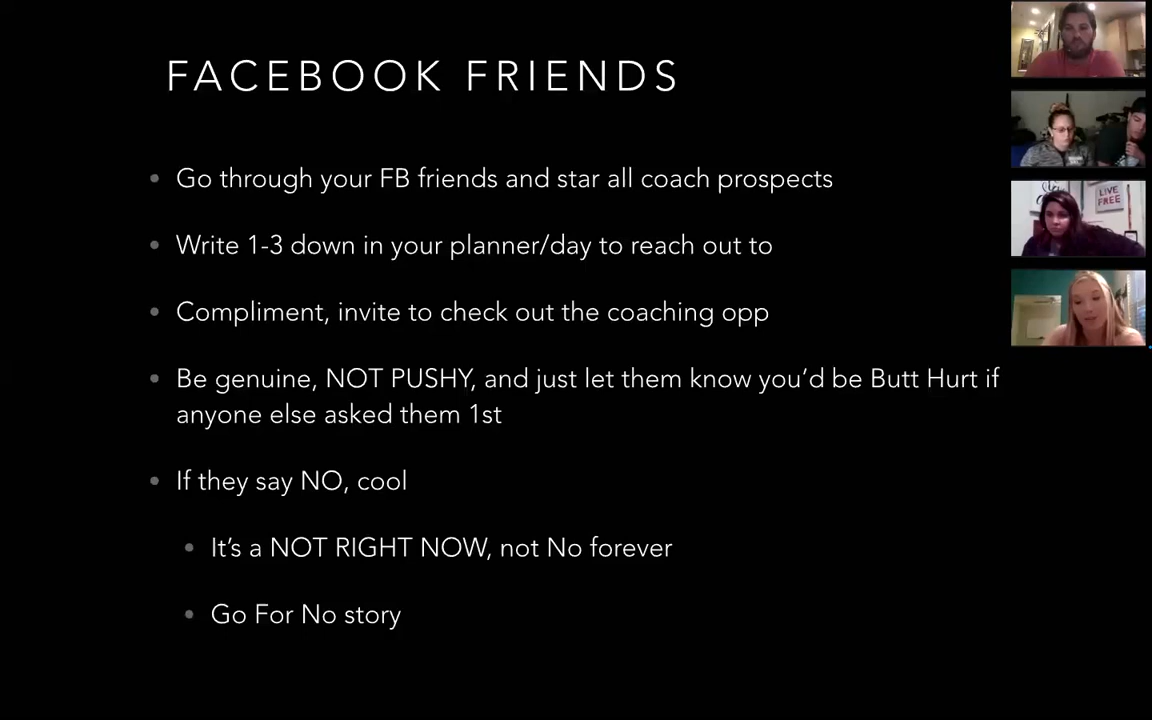 FACEBOOK FRIENDS
Go through your FB friends and star all coach prospects
Write 1-3 down in your planner/day to reach out to
Compliment, invite to check out the coaching opp
Be genuine, NOT PUSHY, and just let them know you'd be Butt Hurt if
anyone else asked them 1st
If they say NO, cool
It's a NOT RIGHT NOW, not No forever
Go For No story
LIVE
FREE